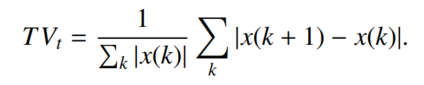 TV_t = \frac{1}{\sum_k |x(k)|} \sum_k |x(k + 1) − x(k)|.